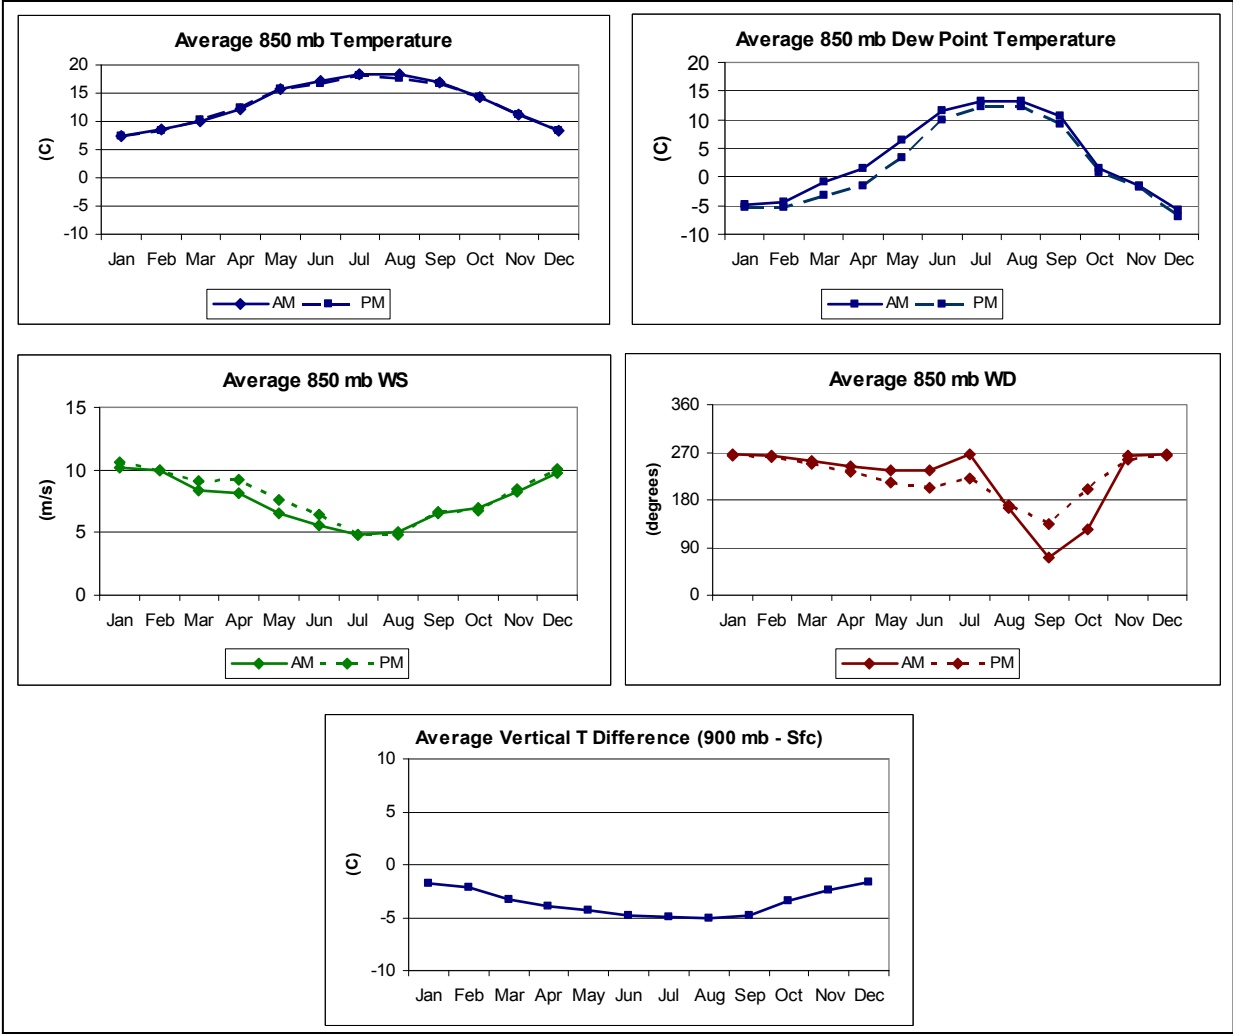 Average 850 mb Temperature
20
15
10
5
0
-5
-10
(C)
Jan Feb Mar Apr May Jun Jul Aug Sep Oct Nov Dec
AM PM
Average 850 mb Dew Point Temperature
20
15
10
5
0
-5
-10
(C)
Jan Feb Mar Apr May Jun Jul Aug Sep Oct Nov Dec
AM PM
Average 850 mb WS
15
10
5
0
(m/s)
Jan Feb Mar Apr May Jun Jul Aug Sep Oct Nov Dec
AM PM
Average 850 mb WD
360
270
180
90
0
(degrees)
Jan Feb Mar Apr May Jun Jul Aug Sep Oct Nov Dec
AM PM
Average Vertical T Difference (900 mb - Sfc)
10
5
0
-5
-10
(C)
Jan Feb Mar Apr May Jun Jul Aug Sep Oct Nov Dec